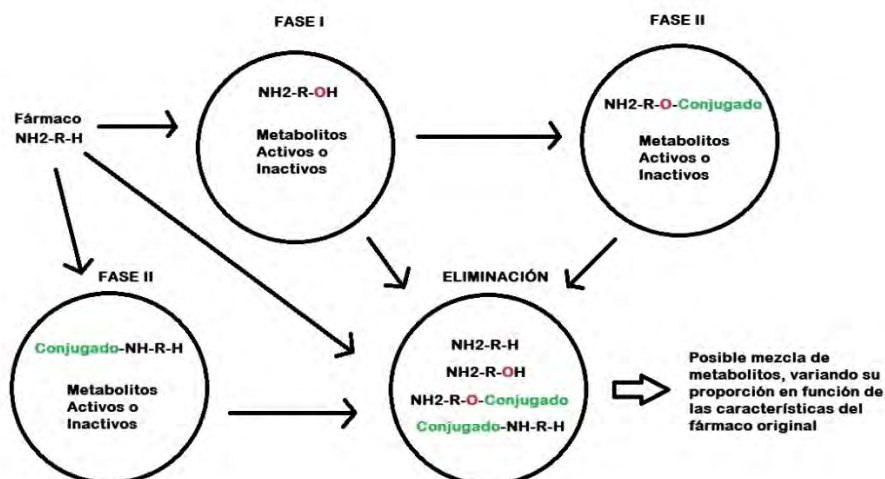 FASE I
FASE II
NH2-R-OH
Metabolitos
Activos o
Inactivos
NH2-R-O-Conjugado
Metabolitos
Activos o
Inactivos
Fármaco
NH2-R-H
FASE II
ELIMINACIÓN
Conjugado-NH-R-H
Metabolitos
Activos o
Inactivos
NH2-R-H
NH2-R-OH
NH2-R-O-Conjugado
Conjugado-NH-R-H
Posible mezcla de
metabolitos, variando su
proporción en función de
las características del
fármaco original